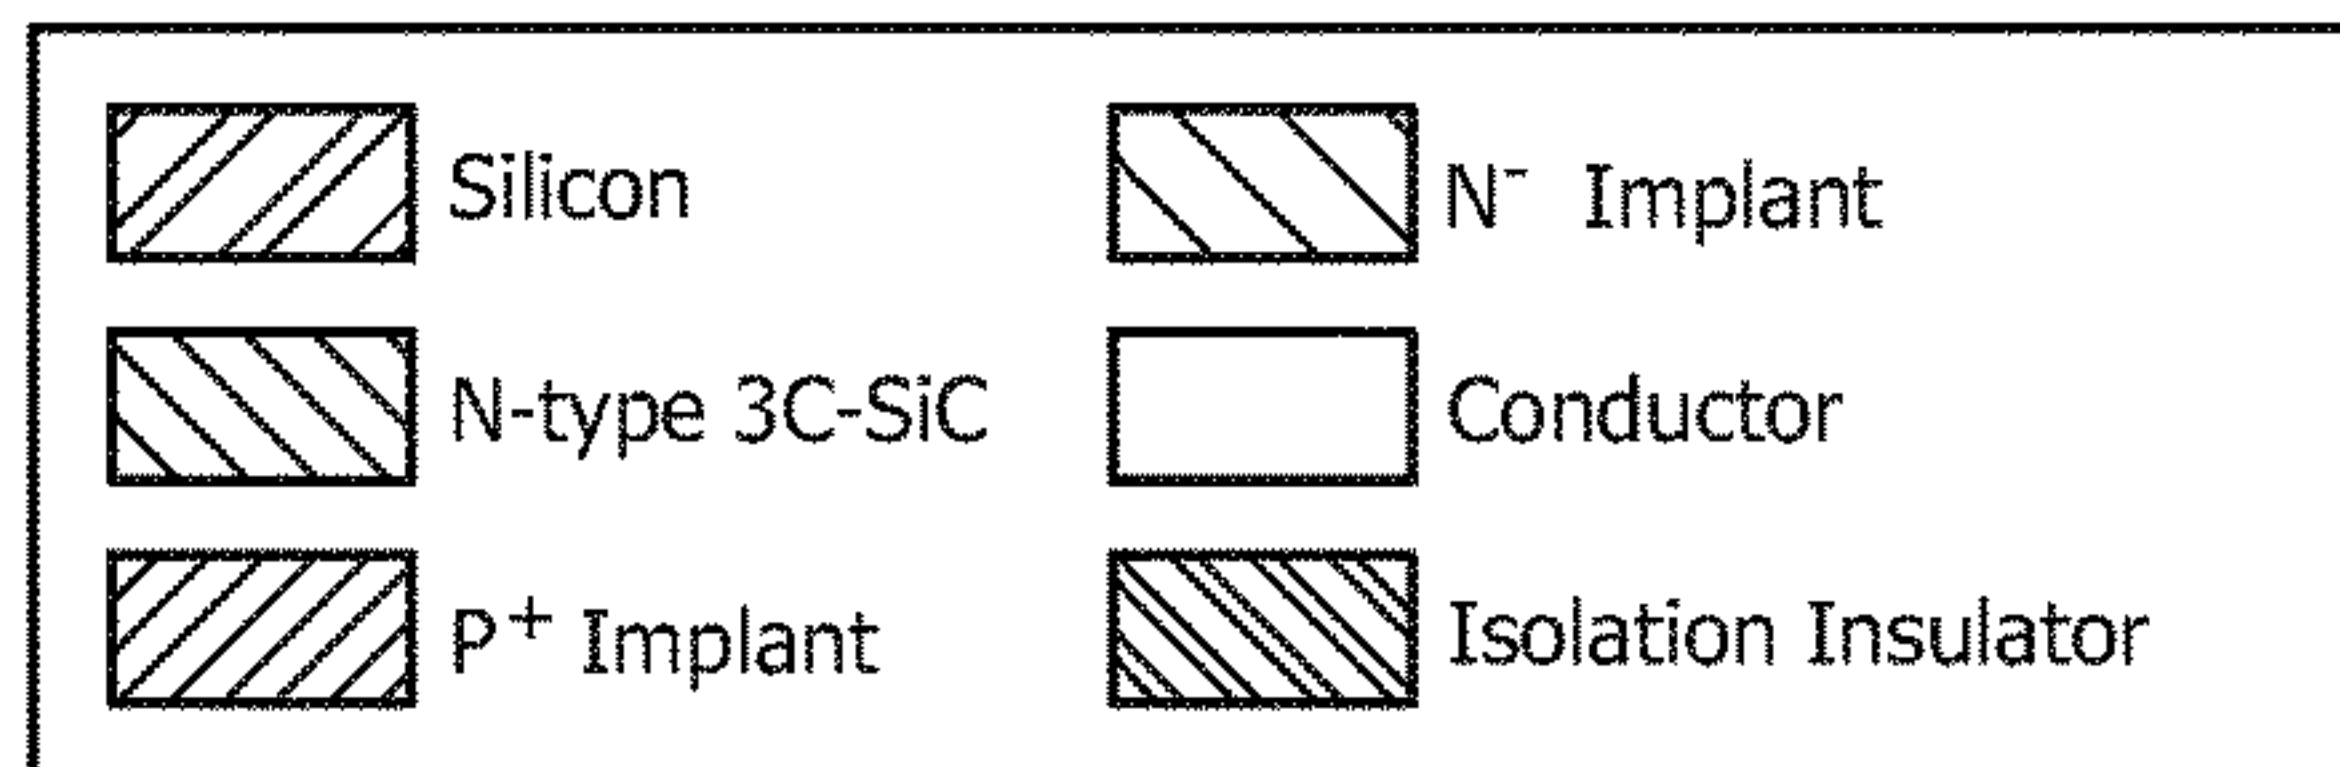 Silicon
N⁻ Implant
N-type 3C-SiC
Conductor
P⁺ Implant
Isolation Insulator